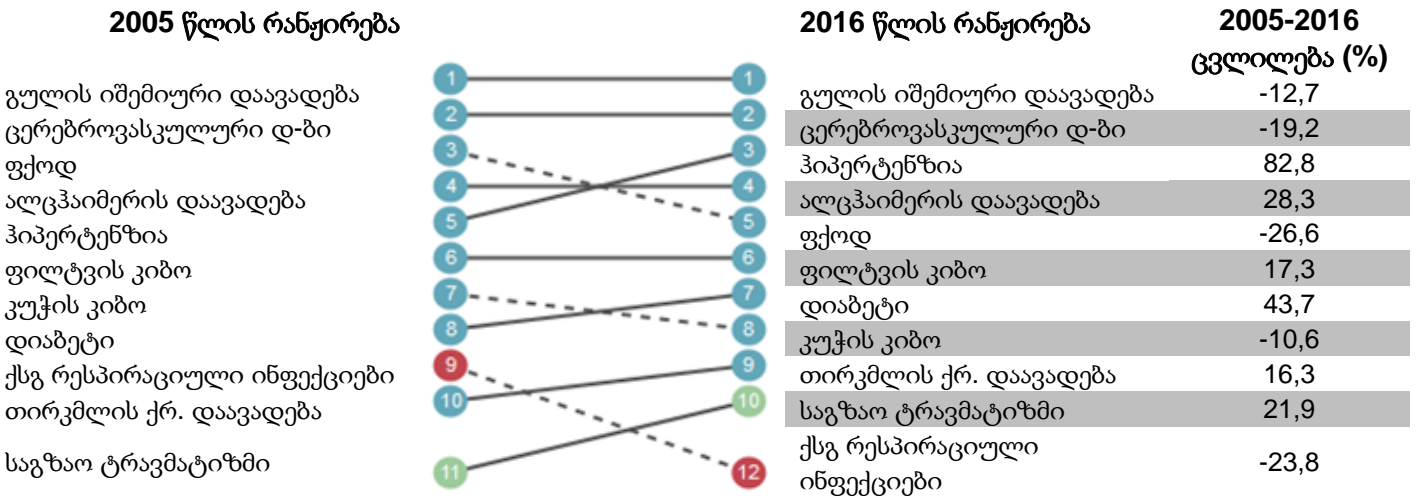 2005 წლის რანჟირება 2016 წლის რანჟირება 2005-2016
ცვლილება (%)
გულის იშემიური დაავადება 1 1 გულის იშემიური დაავადება -12,7
ცერებროვასკულური დ-ბი 2 2 ცერებროვასკულური დ-ბი -19,2
ფქოდ 3 3 ჰიპერტენზია 82,8
ალცჰაიმერის დაავადება 4 4 ალცჰაიმერის დაავადება 28,3
ჰიპერტენზია 5 5 ფქოდ -26,6
ფილტვის კიბო 6 6 ფილტვის კიბო 17,3
კუჭის კიბო 7 7 დიაბეტი 43,7
დიაბეტი 8 8 კუჭის კიბო -10,6
ქსგ რესპირაციული ინფექციები 9 9 თირკმლის ქრ. დაავადება 16,3
თირკმლის ქრ. დაავადება 10 10 საგზაო ტრავმატიზმი 21,9
საგზაო ტრავმატიზმი 11 12 ქსგ რესპირაციული
ინფექციები -23,8